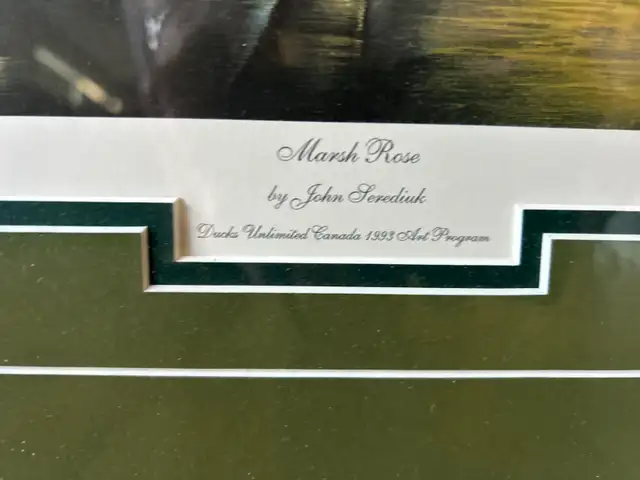 Marsh Rose
by John Serediuk
Ducks Unlimited Canada 1993 Art Program